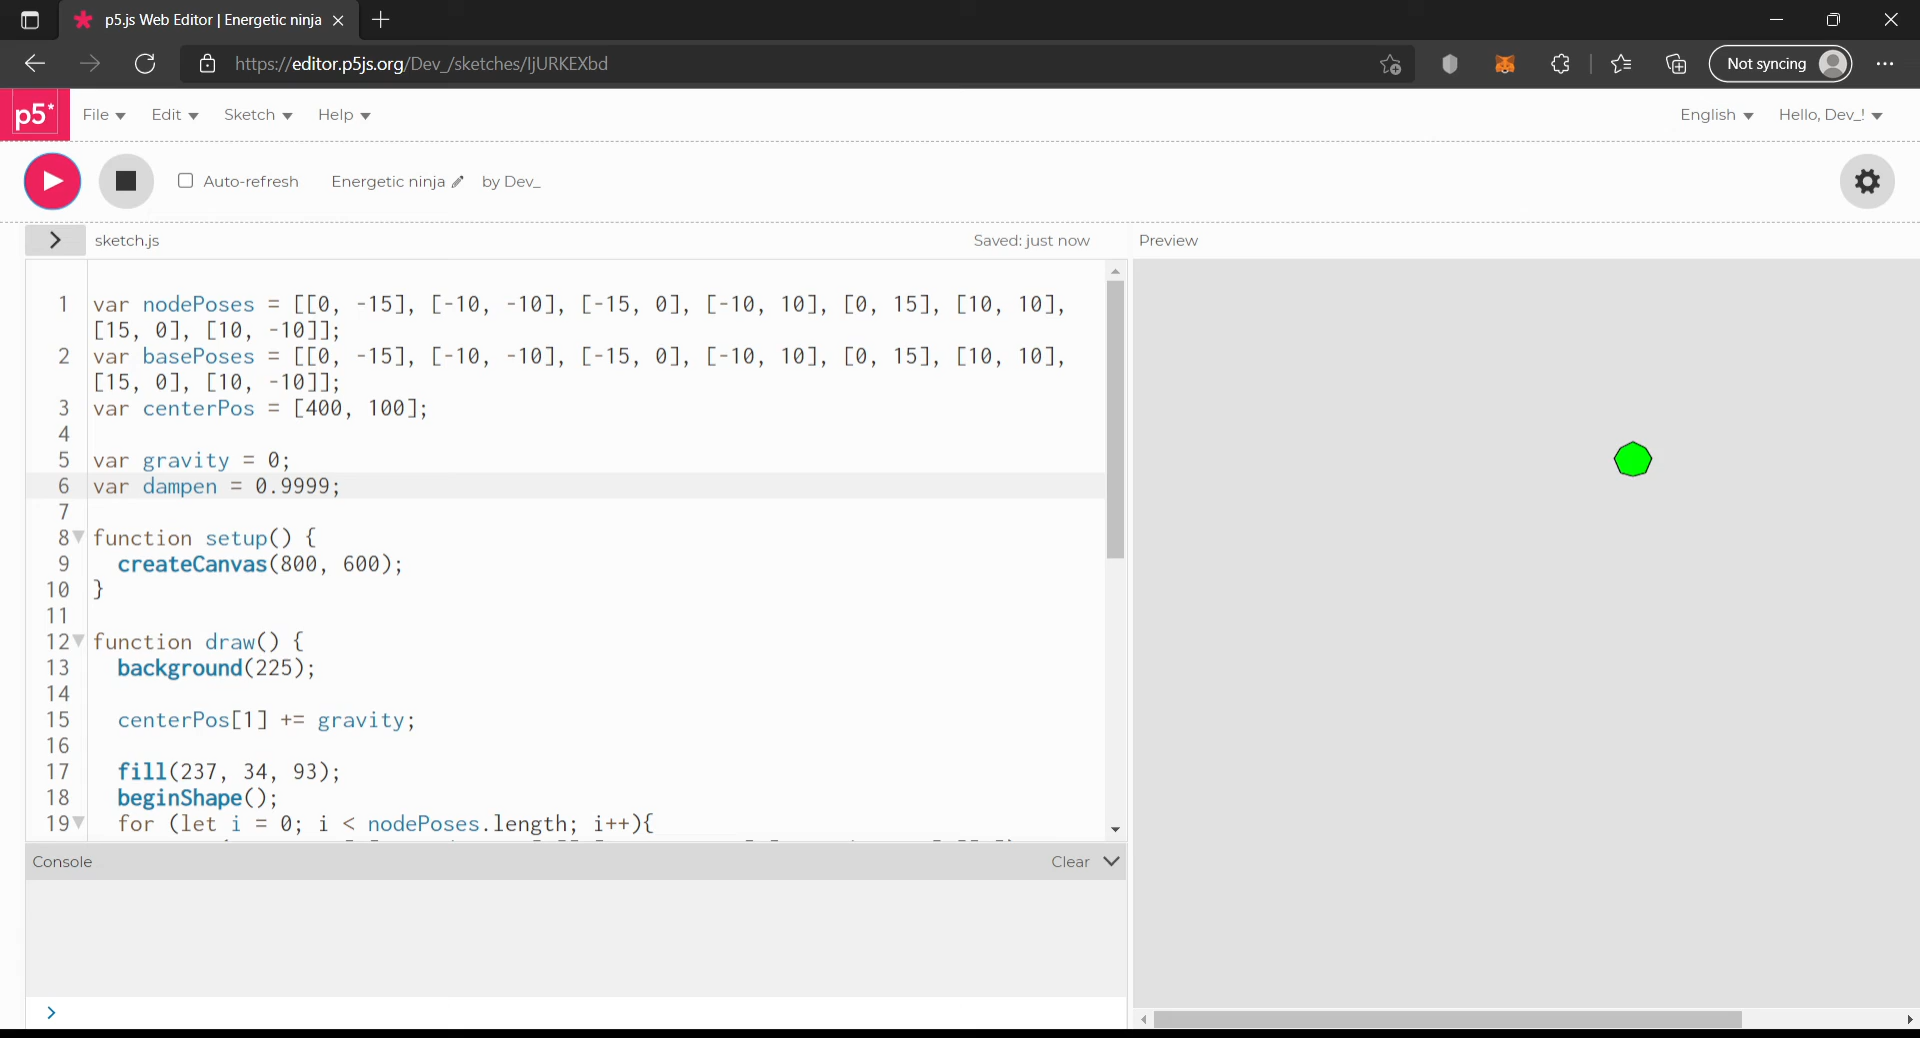 p5.js Web Editor | Energetic ninja
https://editor.p5js.org/Dev_/sketches/IjURKEXbd
Not syncing
p5*
File
Edit
Sketch
Help
English
Hello, Dev_!
Auto-refresh
Energetic ninja
by Dev_
sketch.js
Saved: just now
Preview
1 var nodePoses = [[0, -15], [-10, -10], [-15, 0], [-10, 10], [0, 15], [10, 10],
[15, 0], [10, -10]];
2 var basePoses = [[0, -15], [-10, -10], [-15, 0], [-10, 10], [0, 15], [10, 10],
[15, 0], [10, -10]];
3 var centerPos = [400, 100];
4
5 var gravity = 0;
6 var dampen = 0.9999;
7
8 function setup() {
9 createCanvas(800, 600);
10 }
11
12 function draw() {
13 background(225);
14
15 centerPos[1] += gravity;
16
17 fill(237, 34, 93);
18 beginShape();
19 for (let i = 0; i < nodePoses.length; i++){
Console
Clear
>